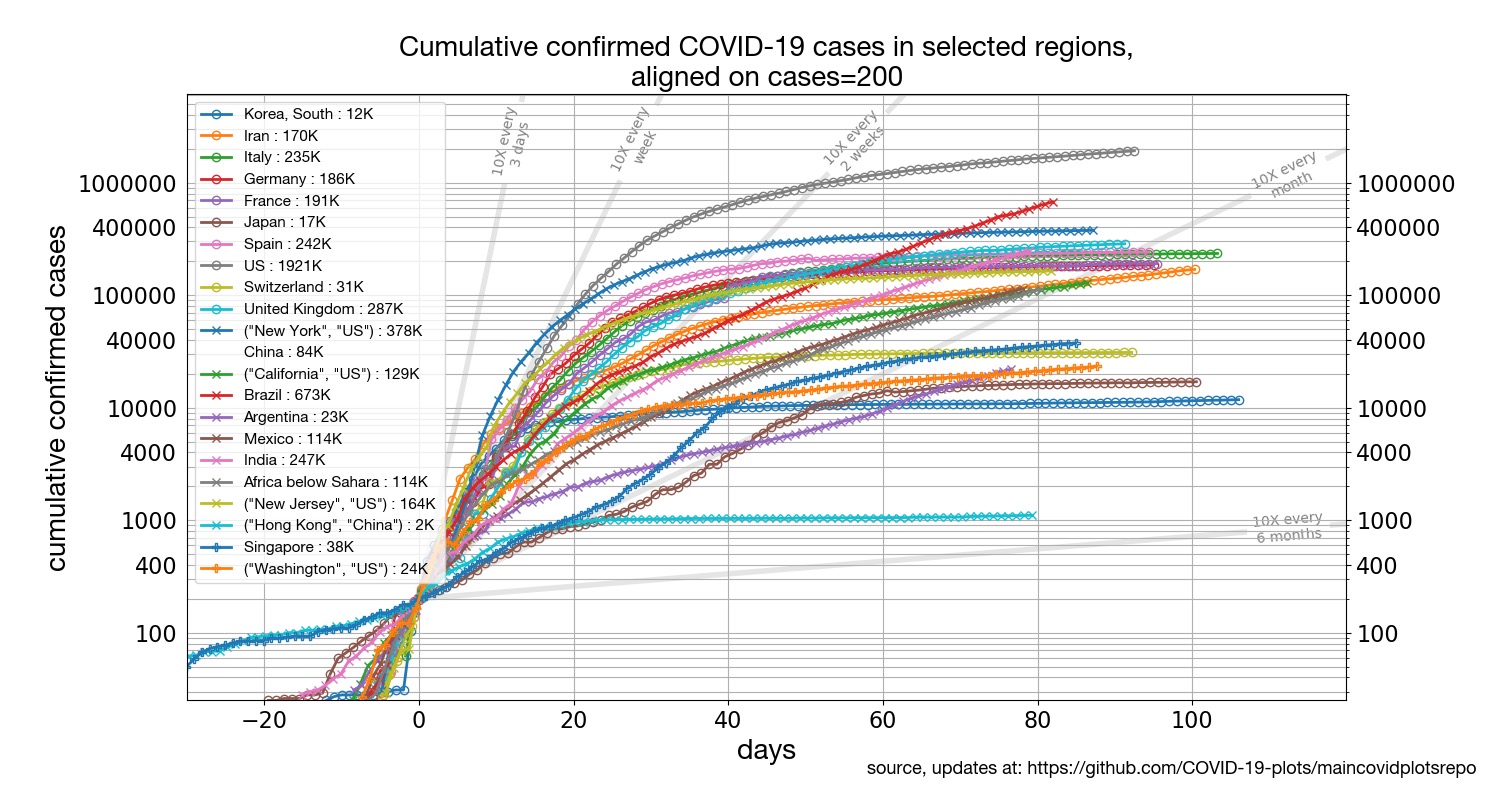 Cumulative confirmed COVID-19 cases in selected regions,
aligned on cases=200
10X every
3 days
10X every
week
10X every
2 weeks
10X every
month
10X every
6 months
Korea, South : 12K
Iran : 170K
Italy : 235K
Germany : 186K
France : 191K
Japan : 17K
Spain : 242K
US : 1921K
Switzerland : 31K
United Kingdom : 287K
("New York", "US") : 378K
China : 84K
("California", "US") : 129K
Brazil : 673K
Argentina : 23K
Mexico : 114K
India : 247K
Africa below Sahara : 114K
("New Jersey", "US") : 164K
("Hong Kong", "China") : 2K
Singapore : 38K
("Washington", "US") : 24K
cumulative confirmed cases
1000000
400000
100000
40000
10000
4000
1000
400
100
1000000
400000
100000
40000
10000
4000
1000
400
100
−20 0 20 40 60 80 100
days
source, updates at: https://github.com/COVID-19-plots/maincovidplotsrepo